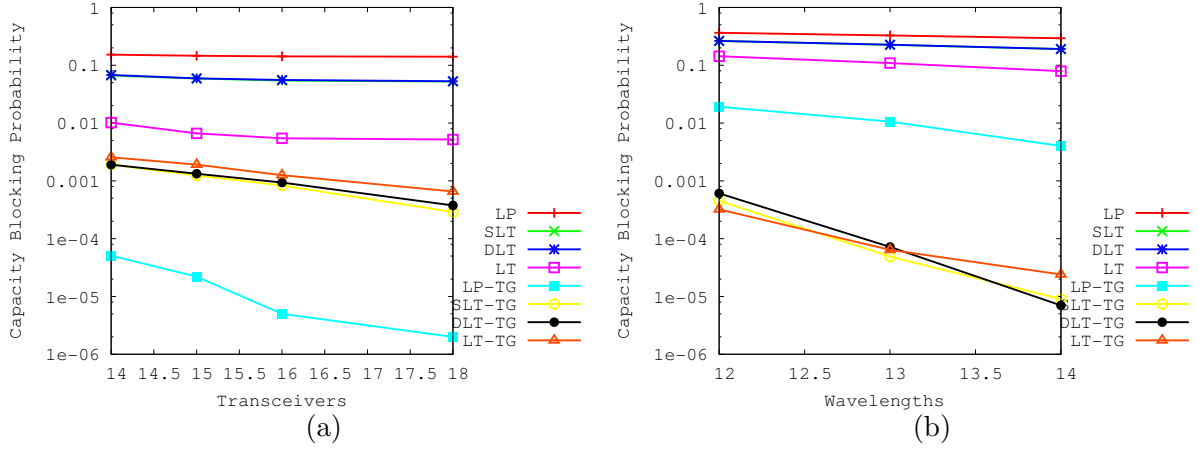 Capacity Blocking Probability
1
0.1
0.01
0.001
1e-04
1e-05
1e-06
14 14.5 15 15.5 16 16.5 17 17.5 18
Transceivers
LP
SLT
DLT
LT
LP-TG
SLT-TG
DLT-TG
LT-TG
(a)
Capacity Blocking Probability
1
0.1
0.01
0.001
1e-04
1e-05
1e-06
12 12.5 13 13.5 14
Wavelengths
LP
SLT
DLT
LT
LP-TG
SLT-TG
DLT-TG
LT-TG
(b)